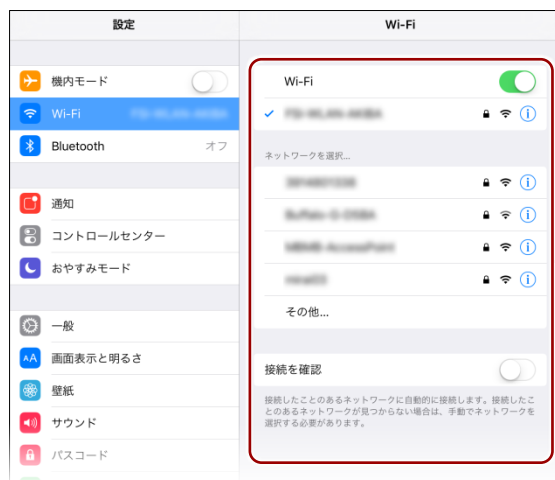 設定
機内モード
Wi-Fi
Bluetooth オフ
通知
コントロールセンター
おやすみモード
一般
AA 画面表示と明るさ
壁紙
サウンド
パスコード
Wi-Fi
Wi-Fi
ネットワークを選択...
その他...
接続を確認
接続したことのあるネットワークに自動的に接続します。接続したこ
とのあるネットワークが見つからない場合は、手動でネットワークを
選択する必要があります。